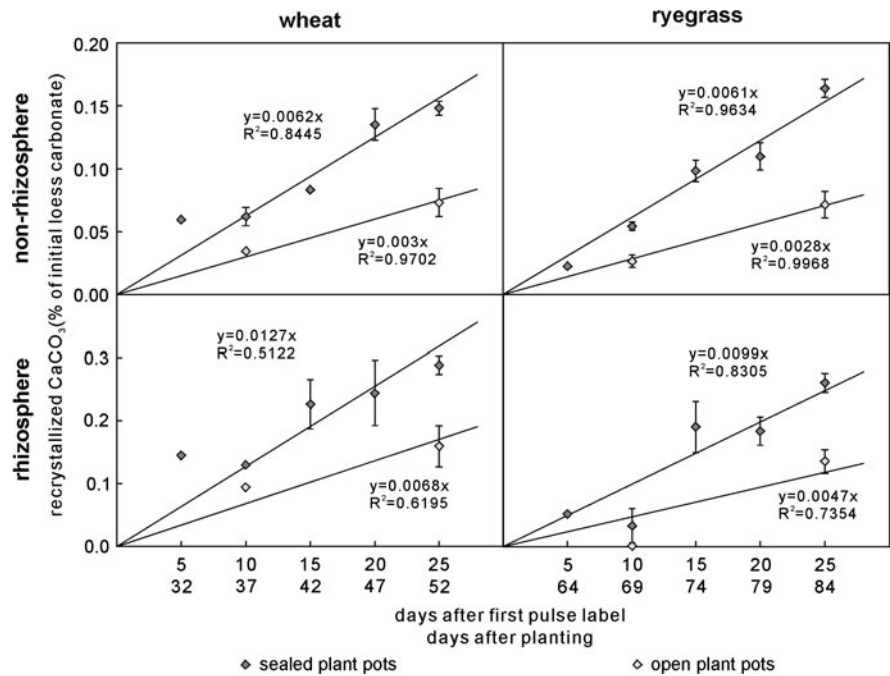 wheat
ryegrass
non-rhizosphere
rhizosphere
recrystallized CaCO₃(% of initial loess carbonate)
0.20
0.15
0.10
0.05
0.00
y=0.0062x
R²=0.8445
y=0.003x
R²=0.9702
y=0.0061x
R²=0.9634
y=0.0028x
R²=0.9968
0.3
0.2
0.1
0.0
y=0.0127x
R²=0.5122
y=0.0068x
R²=0.6195
y=0.0099x
R²=0.8305
y=0.0047x
R²=0.7354
5 10 15 20 25 5 10 15 20 25
32 37 42 47 52 64 69 74 79 84
days after first pulse label
days after planting
sealed plant pots
open plant pots